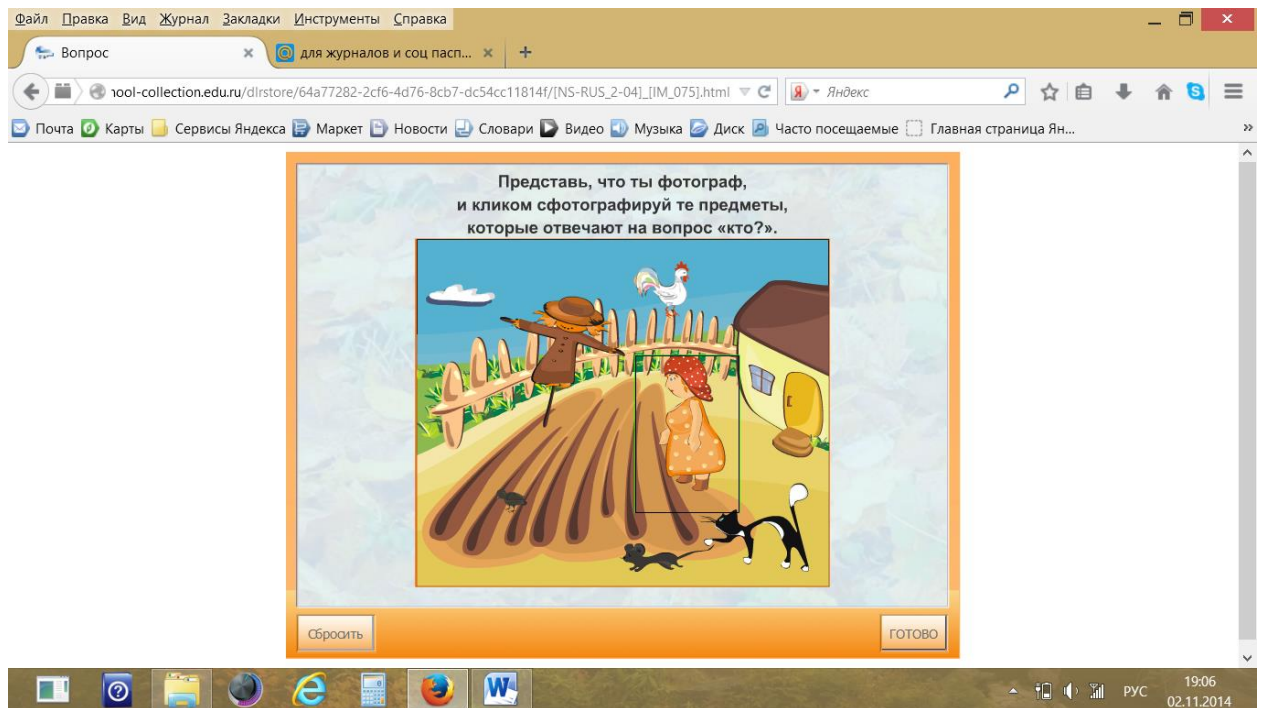 Файл Правка Вид Журнал Закладки Инструменты Справка
Вопрос
для журналов и соц пасп...
ool-collection.edu.ru/dlrstore/64a77282-2cf6-4d76-8cb7-dc54cc11814f/[NS-RUS_2-04]_[IM_075].html
Яндекс
Почта Карты Сервисы Яндекса Маркет Новости Словари Видео Музыка Диск Часто посещаемые Главная страница Ян...
Представь, что ты фотограф,
и кликом сфотографируй те предметы,
которые отвечают на вопрос «кто?».
Сбросить
ГОТОВО
РУС
19:06
02.11.2014